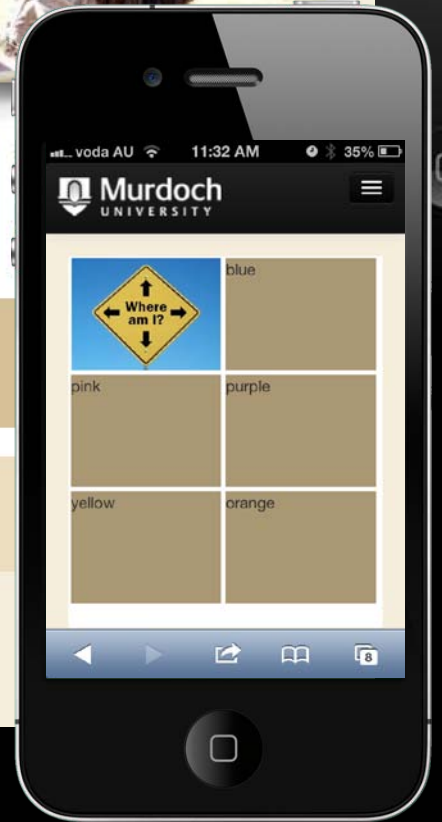 voda AU 11:32 AM 35%
Murdoch
UNIVERSITY
Where
am I?
blue
pink
purple
yellow
orange
8